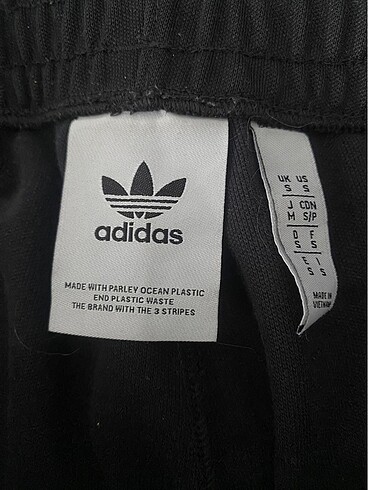 adidas
MADE WITH PARLEY OCEAN PLASTIC
END PLASTIC WASTE
THE BRAND WITH THE 3 STRIPES
UK US
S S
J CDN
M S/P
D F
S S
E I
S S
MADE IN
VIETNAM